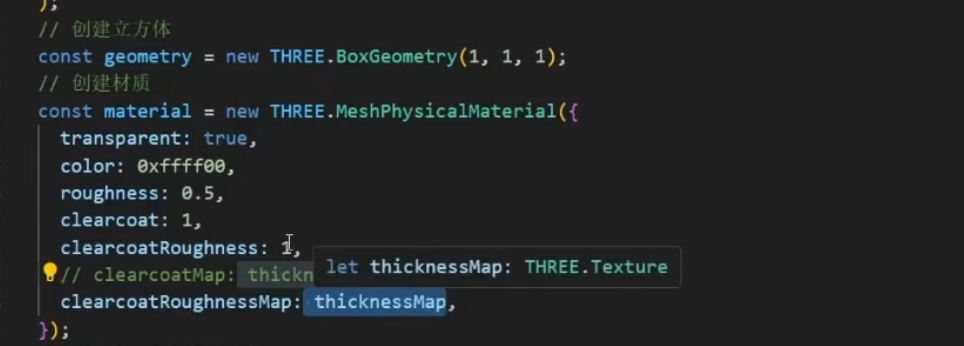 );
// 创建立方体
const geometry = new THREE.BoxGeometry(1, 1, 1);
// 创建材质
const material = new THREE.MeshPhysicalMaterial({
transparent: true,
color: 0xffff00,
roughness: 0.5,
clearcoat: 1,
clearcoatRoughness: 1,
// clearcoatMap: thickn
let thicknessMap: THREE.Texture
clearcoatRoughnessMap: thicknessMap,
});